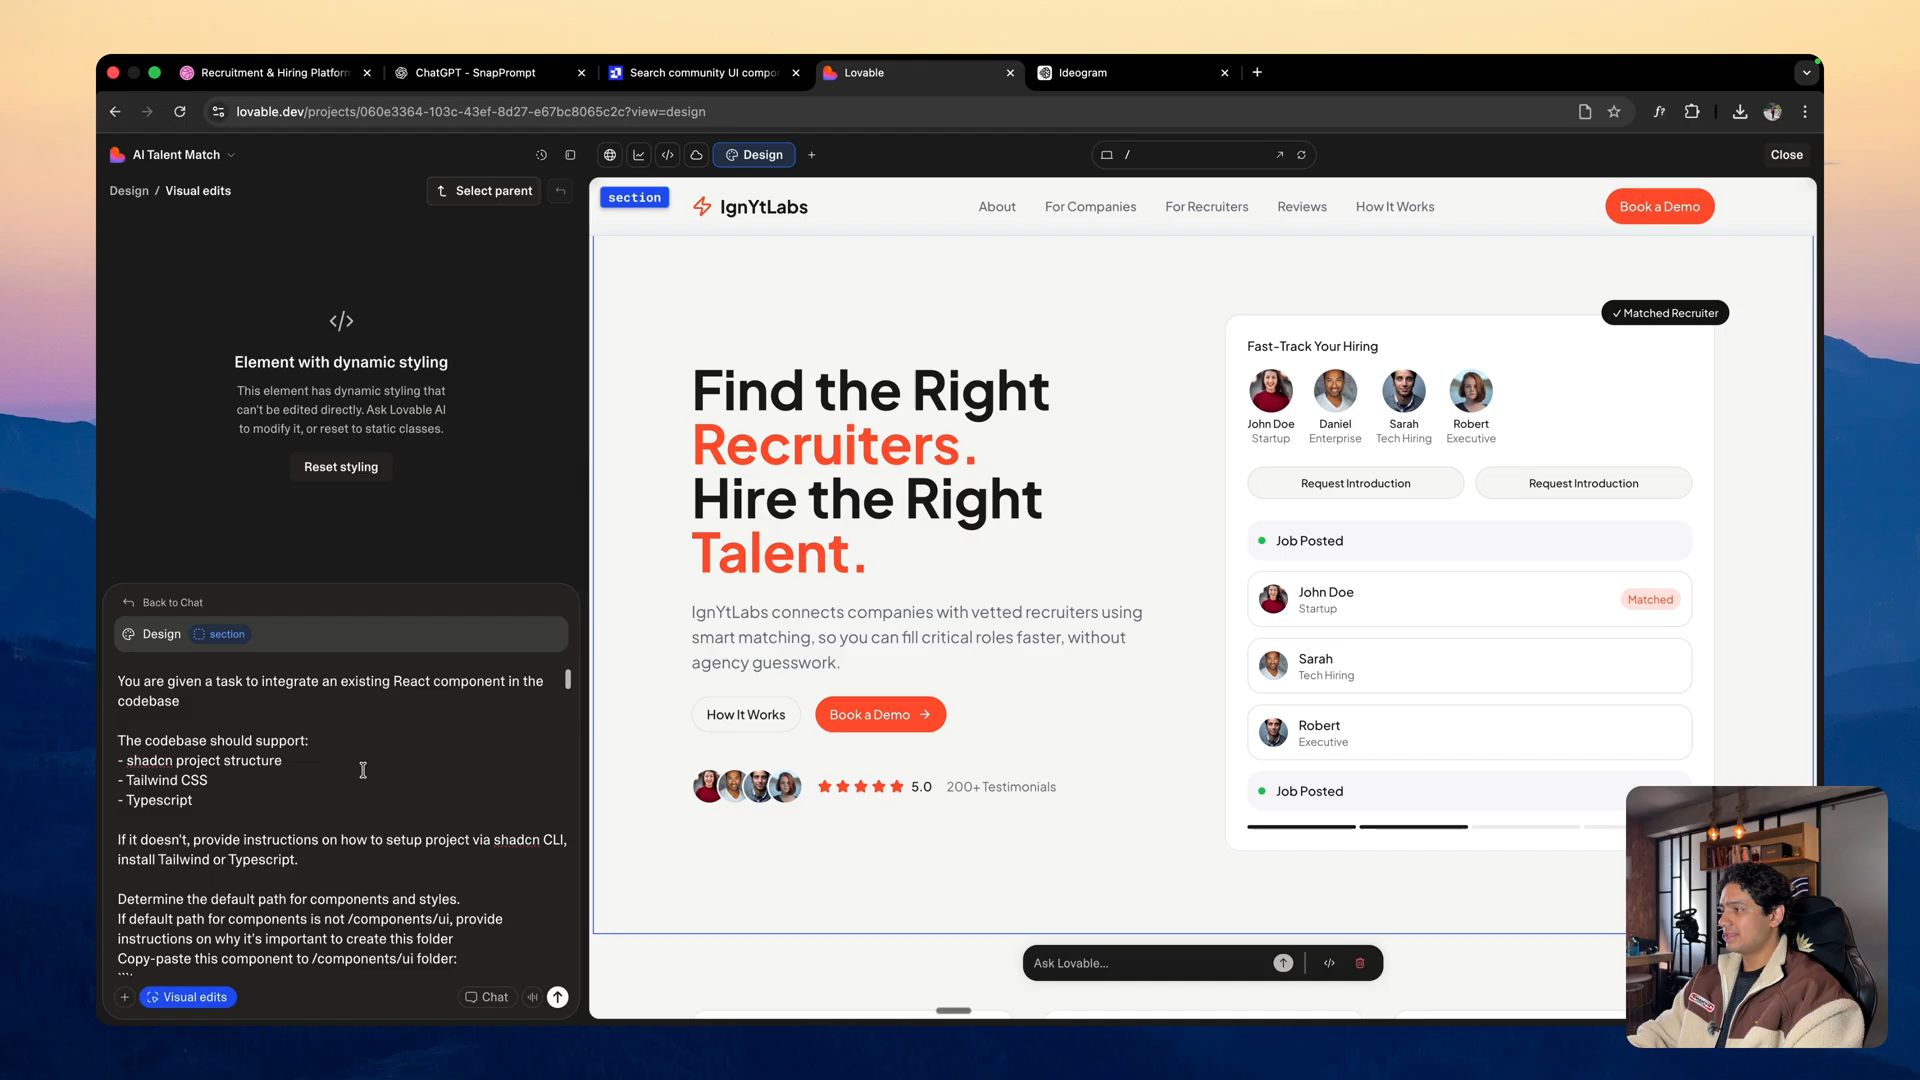 Recruitment & Hiring Platforn
ChatGPT - SnapPrompt
Search community UI compo
Lovable
Ideogram
lovable.dev/projects/060e3364-103c-43ef-8d27-e67bc8065c2c?view=design
AI Talent Match
Design
/
Close
Design / Visual edits
Select parent
section
IgnYtLabs
About
For Companies
For Recruiters
Reviews
How It Works
Book a Demo
</>
Element with dynamic styling
This element has dynamic styling that
can't be edited directly. Ask Lovable AI
to modify it, or reset to static classes.
Reset styling
Find the Right
Recruiters.
Hire the Right
Talent.
IgnYtLabs connects companies with vetted recruiters using
smart matching, so you can fill critical roles faster, without
agency guesswork.
How It Works
Book a Demo →
5.0
200+ Testimonials
✓ Matched Recruiter
Fast-Track Your Hiring
John Doe
Startup
Daniel
Enterprise
Sarah
Tech Hiring
Robert
Executive
Request Introduction
Request Introduction
Job Posted
John Doe
Startup
Matched
Sarah
Tech Hiring
Robert
Executive
Job Posted
Back to Chat
Design
section
You are given a task to integrate an existing React component in the
codebase
The codebase should support:
- shadcn project structure
- Tailwind CSS
- Typescript
If it doesn't, provide instructions on how to setup project via shadcn CLI,
install Tailwind or Typescript.
Determine the default path for components and styles.
If default path for components is not /components/ui, provide
instructions on why it's important to create this folder
Copy-paste this component to /components/ui folder:
```
Visual edits
Chat
Ask Lovable...